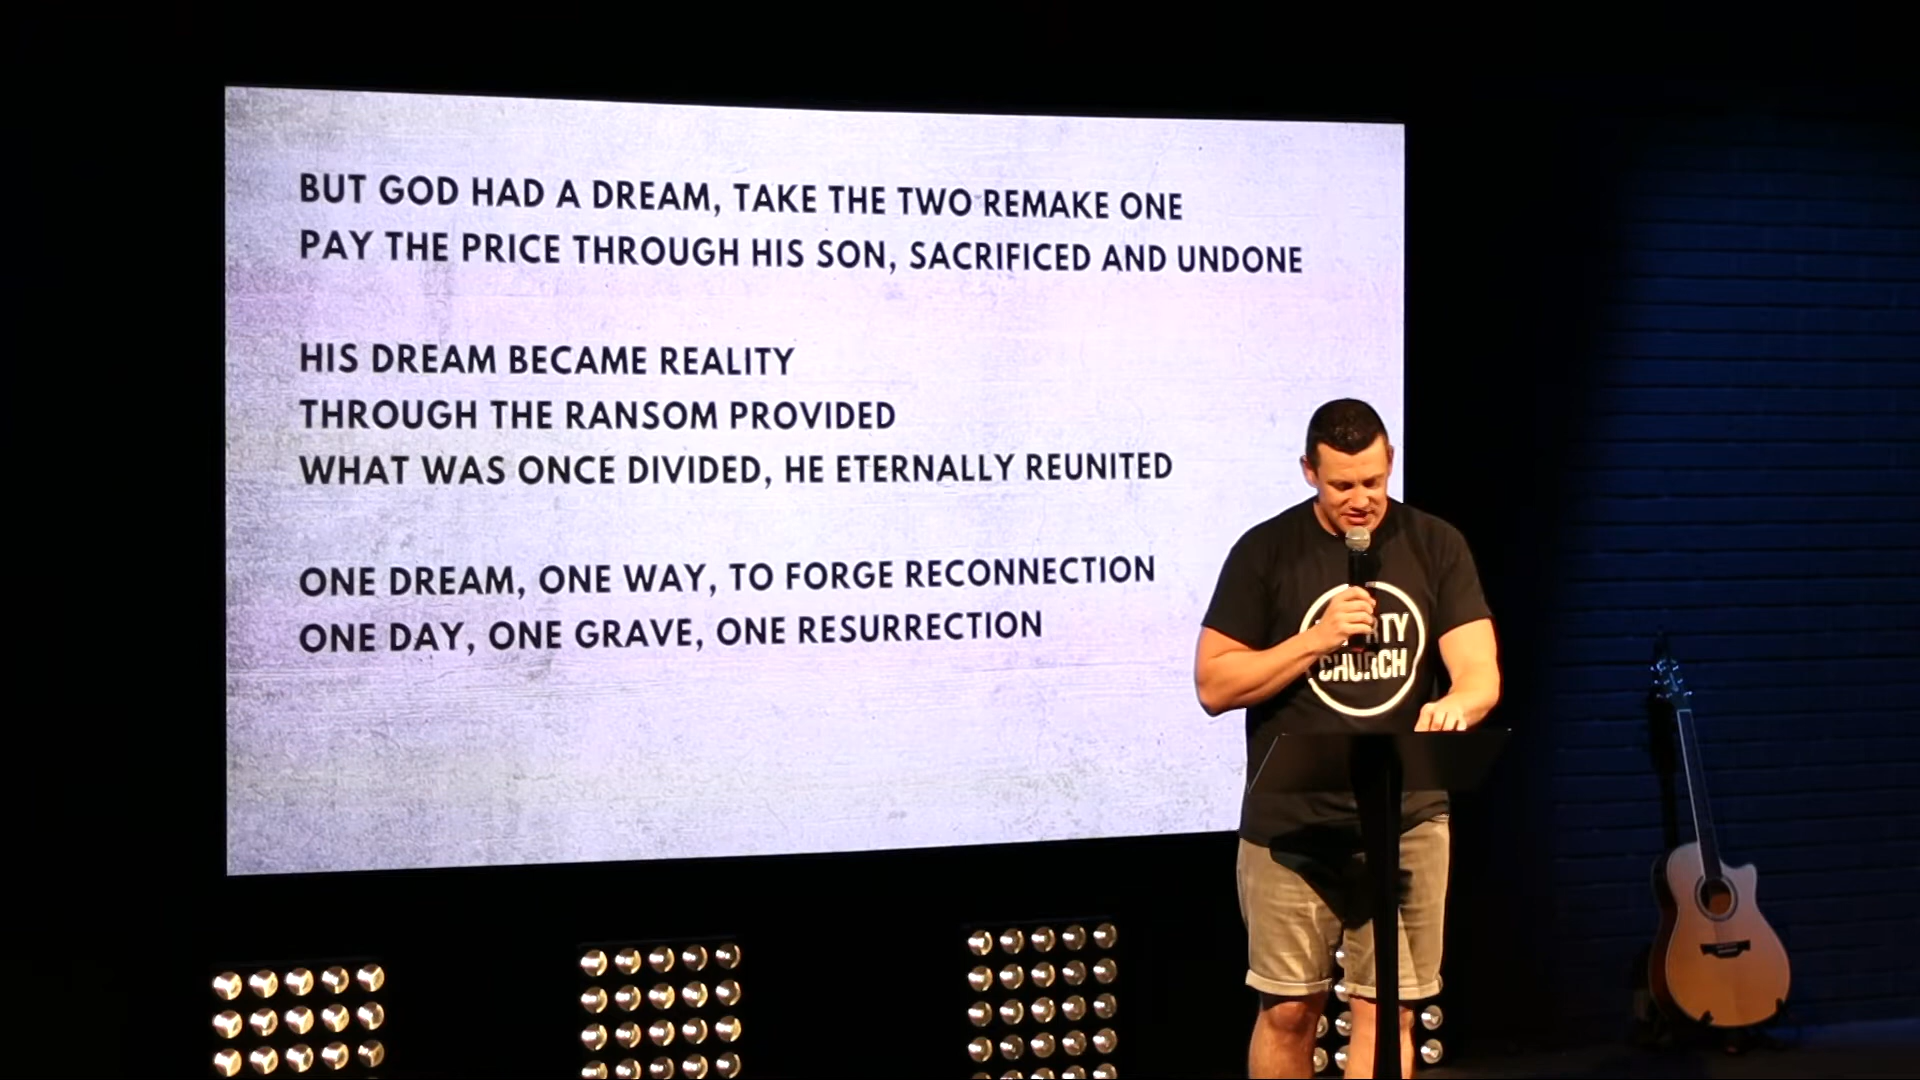 BUT GOD HAD A DREAM, TAKE THE TWO REMAKE ONE
PAY THE PRICE THROUGH HIS SON, SACRIFICED AND UNDONE
HIS DREAM BECAME REALITY
THROUGH THE RANSOM PROVIDED
WHAT WAS ONCE DIVIDED, HE ETERNALLY REUNITED
ONE DREAM, ONE WAY, TO FORGE RECONNECTION
ONE DAY, ONE GRAVE, ONE RESURRECTION
CHURCH